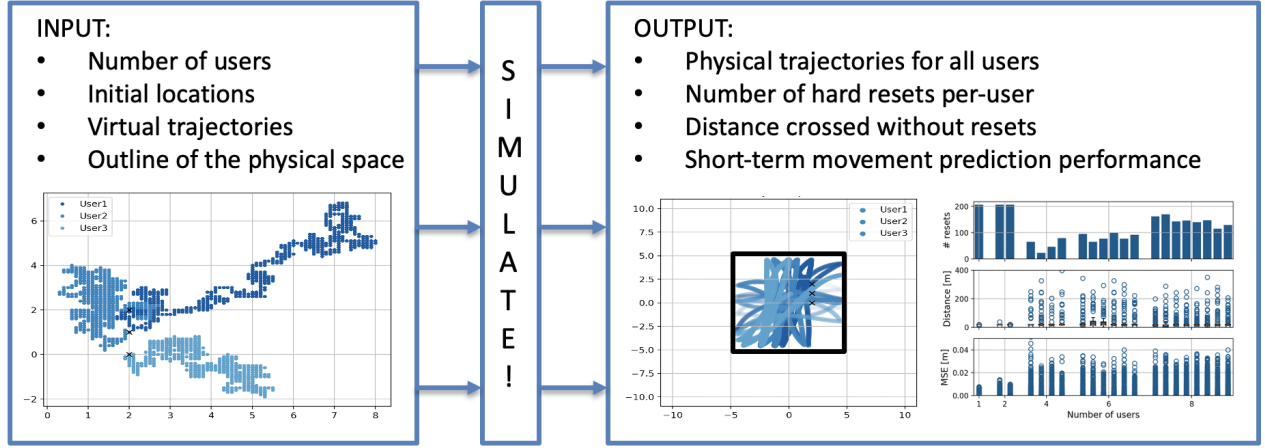 INPUT:
• Number of users
• Initial locations
• Virtual trajectories
• Outline of the physical space
User1
User2
User3
6
4
2
0
−2
0 1 2 3 4 5 6 7 8
S
I
M
U
L
A
T
E
!
OUTPUT:
• Physical trajectories for all users
• Number of hard resets per-user
• Distance crossed without resets
• Short-term movement prediction performance
User1
User2
User3
10.0
7.5
5.0
2.5
0.0
−2.5
−5.0
−7.5
−10.0
−10 −5 0 5 10
# resets
200
100
0
Distance [m]
400
200
0
MSE [m]
0.04
0.02
0.00
1 2 4 6 8
Number of users